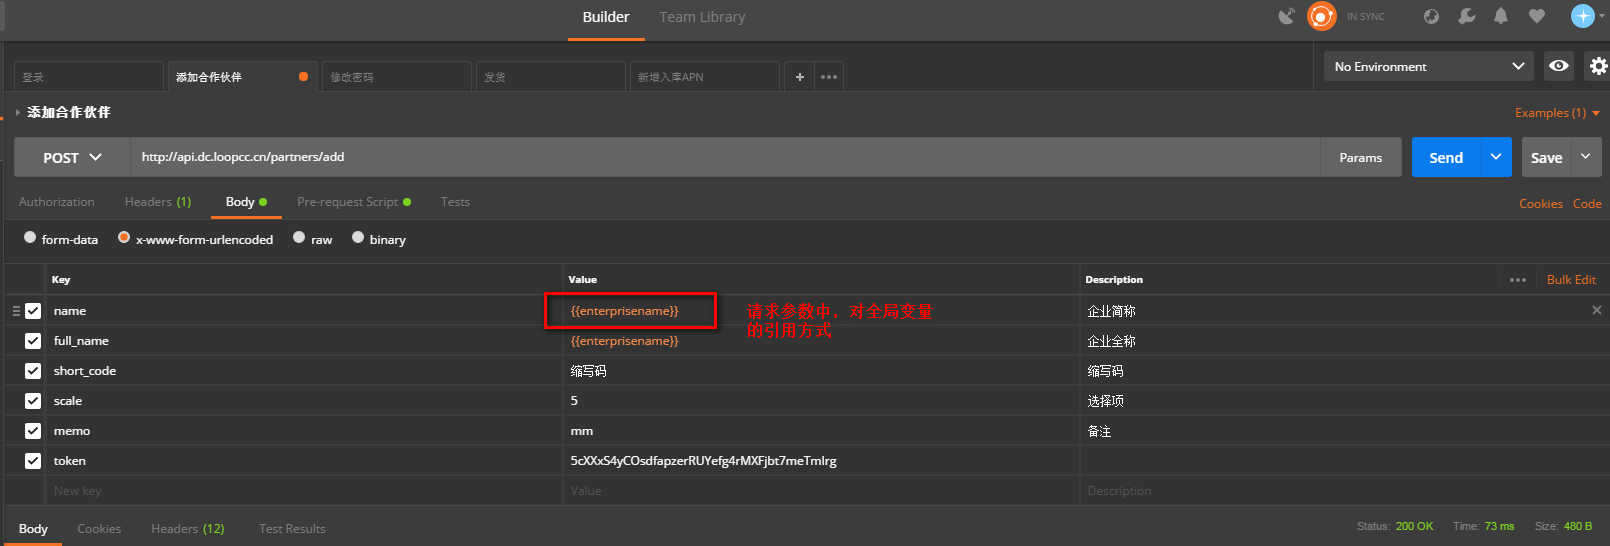 Builder
Team Library
IN SYNC
登录
添加合作伙伴
修改密码
发货
新增入库APN
No Environment
添加合作伙伴
Examples (1)
POST
http://api.dc.loopcc.cn/partners/add
Params
Send
Save
Authorization
Headers (1)
Body
Pre-request Script
Tests
Cookies
Code
form-data
x-www-form-urlencoded
raw
binary
Key
Value
Description
Bulk Edit
name
{{enterprisename}}
请求参数中，对全局变量
的引用方式
企业简称
full_name
{{enterprisename}}
企业全称
short_code
缩写码
缩写码
scale
5
选择项
memo
mm
备注
token
5cXXxS4yCOsdfapzerRUYefg4rMXFjbt7meTmIrg
New key
Value
Description
Body
Cookies
Headers (12)
Test Results
Status: 200 OK
Time: 73 ms
Size: 480 B